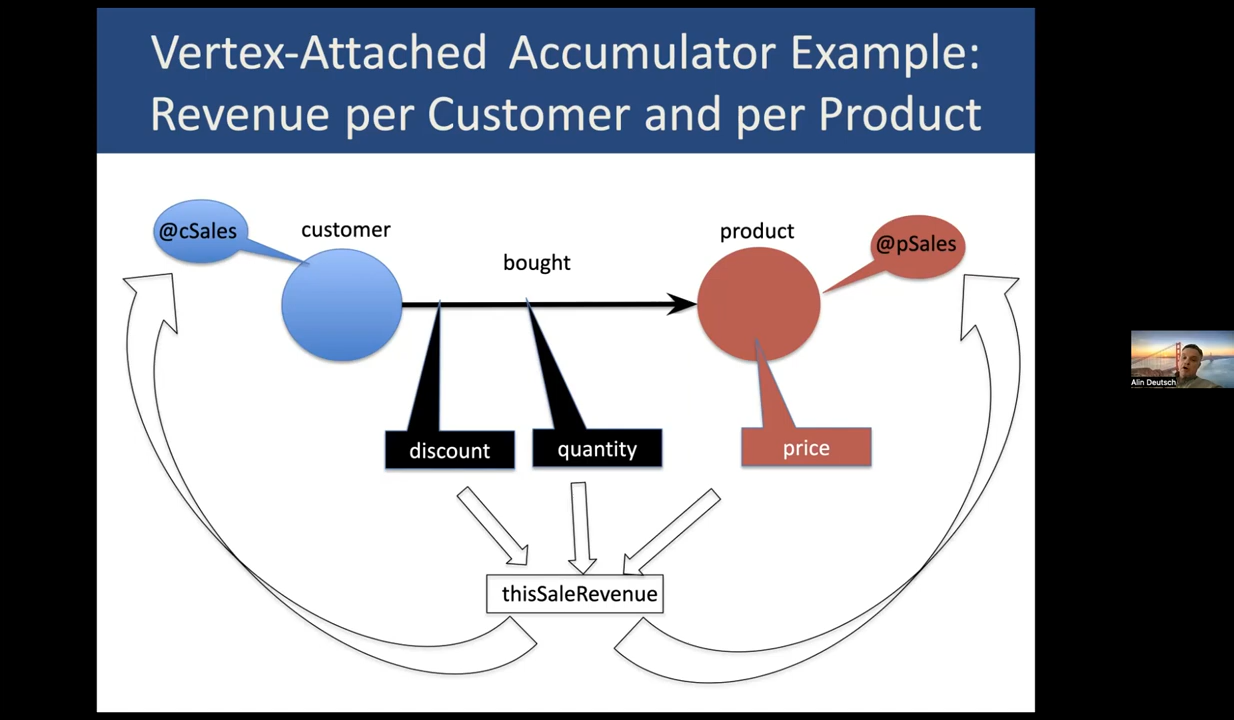 Vertex-Attached Accumulator Example:
Revenue per Customer and per Product
@cSales
customer
bought
product
@pSales
discount
quantity
price
thisSaleRevenue
Alin Deutsch